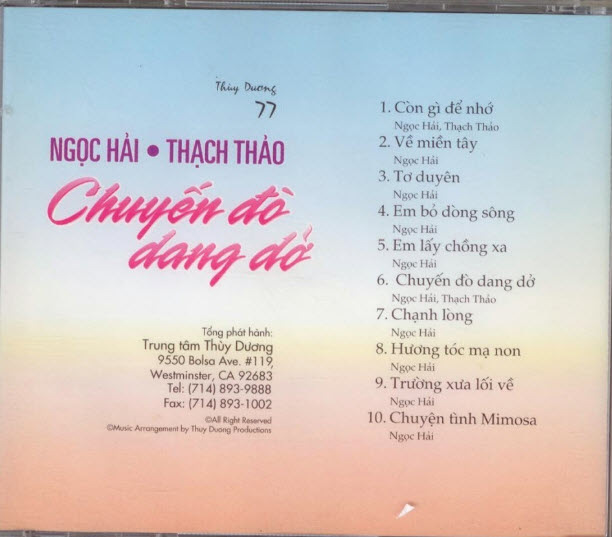 Thùy Dương
77
NGỌC HẢI • THẠCH THẢO
Chuyến đò
dang dở
Tổng phát hành:
Trung tâm Thùy Dương
9550 Bolsa Ave. #119,
Westminster, CA 92683
Tel: (714) 893-9888
Fax: (714) 893-1002
©All Right Reserved
©Music Arrangement by Thuy Duong Productions
1. Còn gì để nhớ
Ngọc Hải, Thạch Thảo
2. Về miền tây
Ngọc Hải
3. Tơ duyên
Ngọc Hải
4. Em bỏ dòng sông
Ngọc Hải
5. Em lấy chồng xa
Ngọc Hải
6. Chuyến đò dang dở
Ngọc Hải, Thạch Thảo
7. Chạnh lòng
Ngọc Hải
8. Hương tóc mạ non
Ngọc Hải
9. Trường xưa lối về
Ngọc Hải
10. Chuyện tình Mimosa
Ngọc Hải